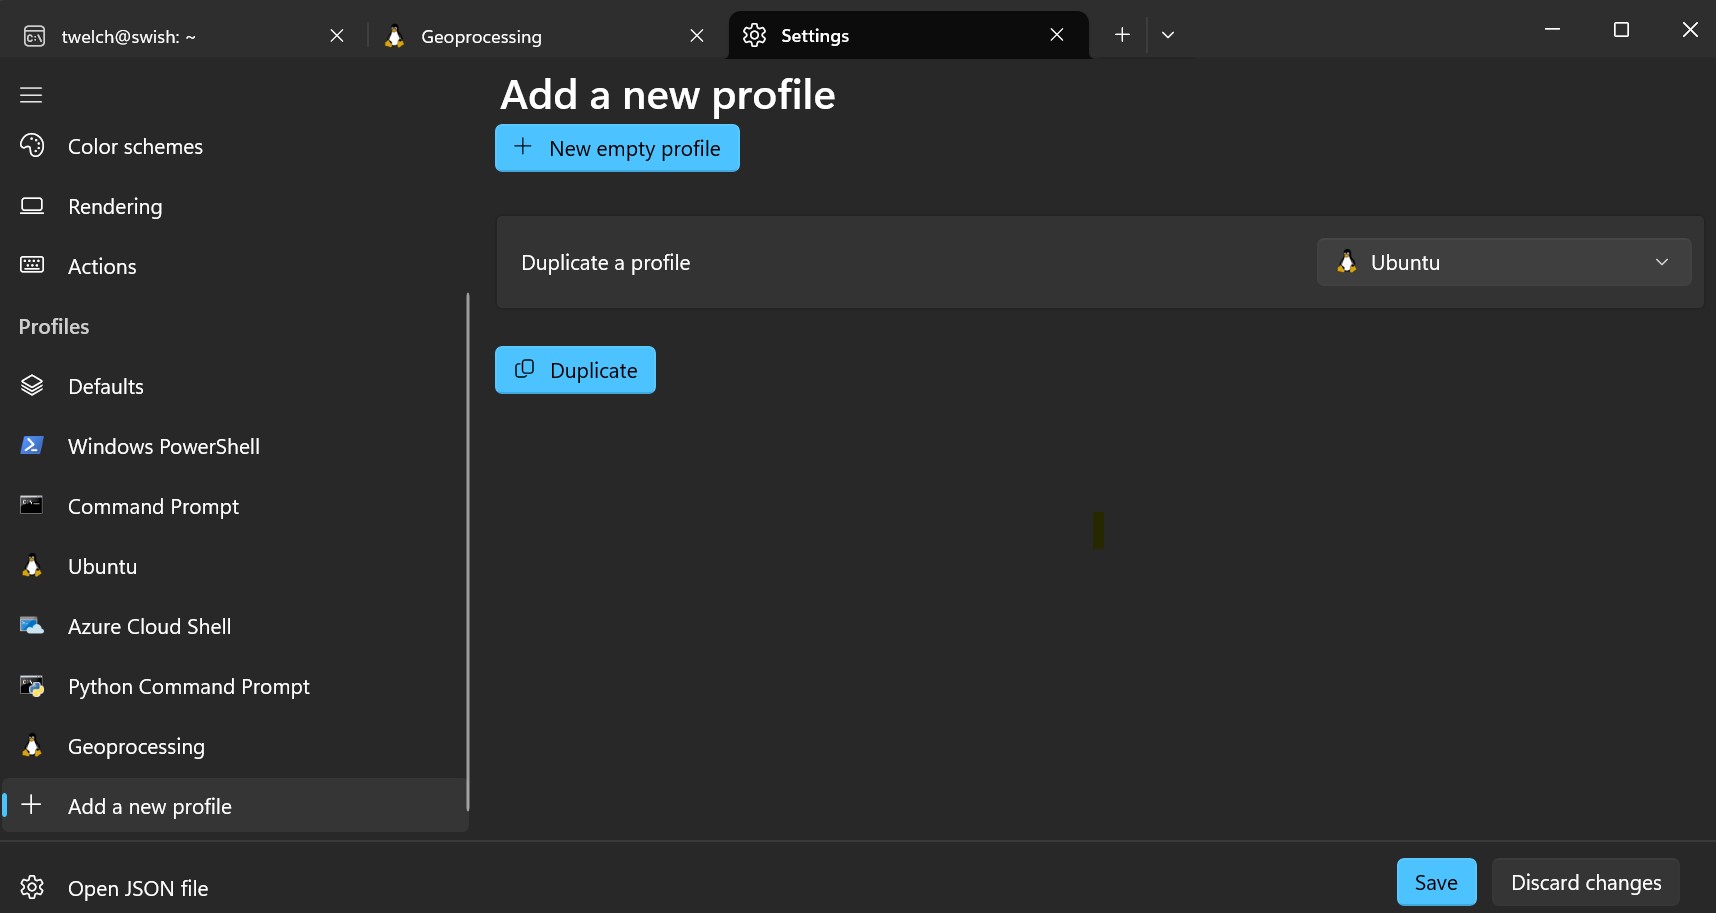 twelch@swish: ~
Geoprocessing
Settings
Add a new profile
New empty profile
Color schemes
Rendering
Actions
Duplicate a profile
Ubuntu
Profiles
Duplicate
Defaults
Windows PowerShell
Command Prompt
Ubuntu
Azure Cloud Shell
Python Command Prompt
Geoprocessing
Add a new profile
Open JSON file
Save
Discard changes